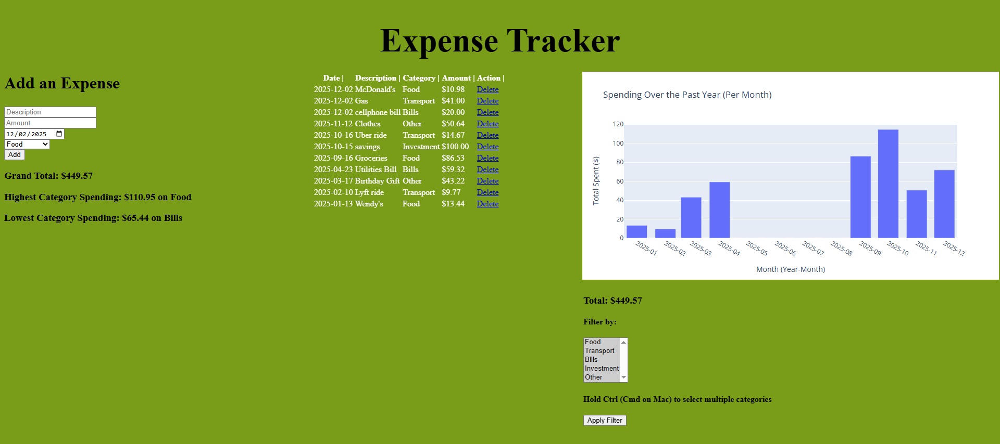 Expense Tracker
Add an Expense
Description
Amount
12/02/2025
Food
Add
Grand Total: $449.57
Highest Category Spending: $110.95 on Food
Lowest Category Spending: $65.44 on Bills
Date | Description | Category | Amount | Action |
2025-12-02 McDonald's Food $10.98 Delete
2025-12-02 Gas Transport $41.00 Delete
2025-12-02 cellphone bill Bills $20.00 Delete
2025-11-12 Clothes Other $50.64 Delete
2025-10-16 Uber ride Transport $14.67 Delete
2025-10-15 savings Investment $100.00 Delete
2025-09-16 Groceries Food $86.53 Delete
2025-04-23 Utilities Bill Bills $59.32 Delete
2025-03-17 Birthday Gift Other $43.22 Delete
2025-02-10 Lyft ride Transport $9.77 Delete
2025-01-13 Wendy's Food $13.44 Delete
Spending Over the Past Year (Per Month)
Total Spent ($)
120
100
80
60
40
20
0
2025-01 2025-02 2025-03 2025-04 2025-05 2025-06 2025-07 2025-08 2025-09 2025-10 2025-11 2025-12
Month (Year-Month)
Total: $449.57
Filter by:
Food
Transport
Bills
Investment
Other
Hold Ctrl (Cmd on Mac) to select multiple categories
Apply Filter